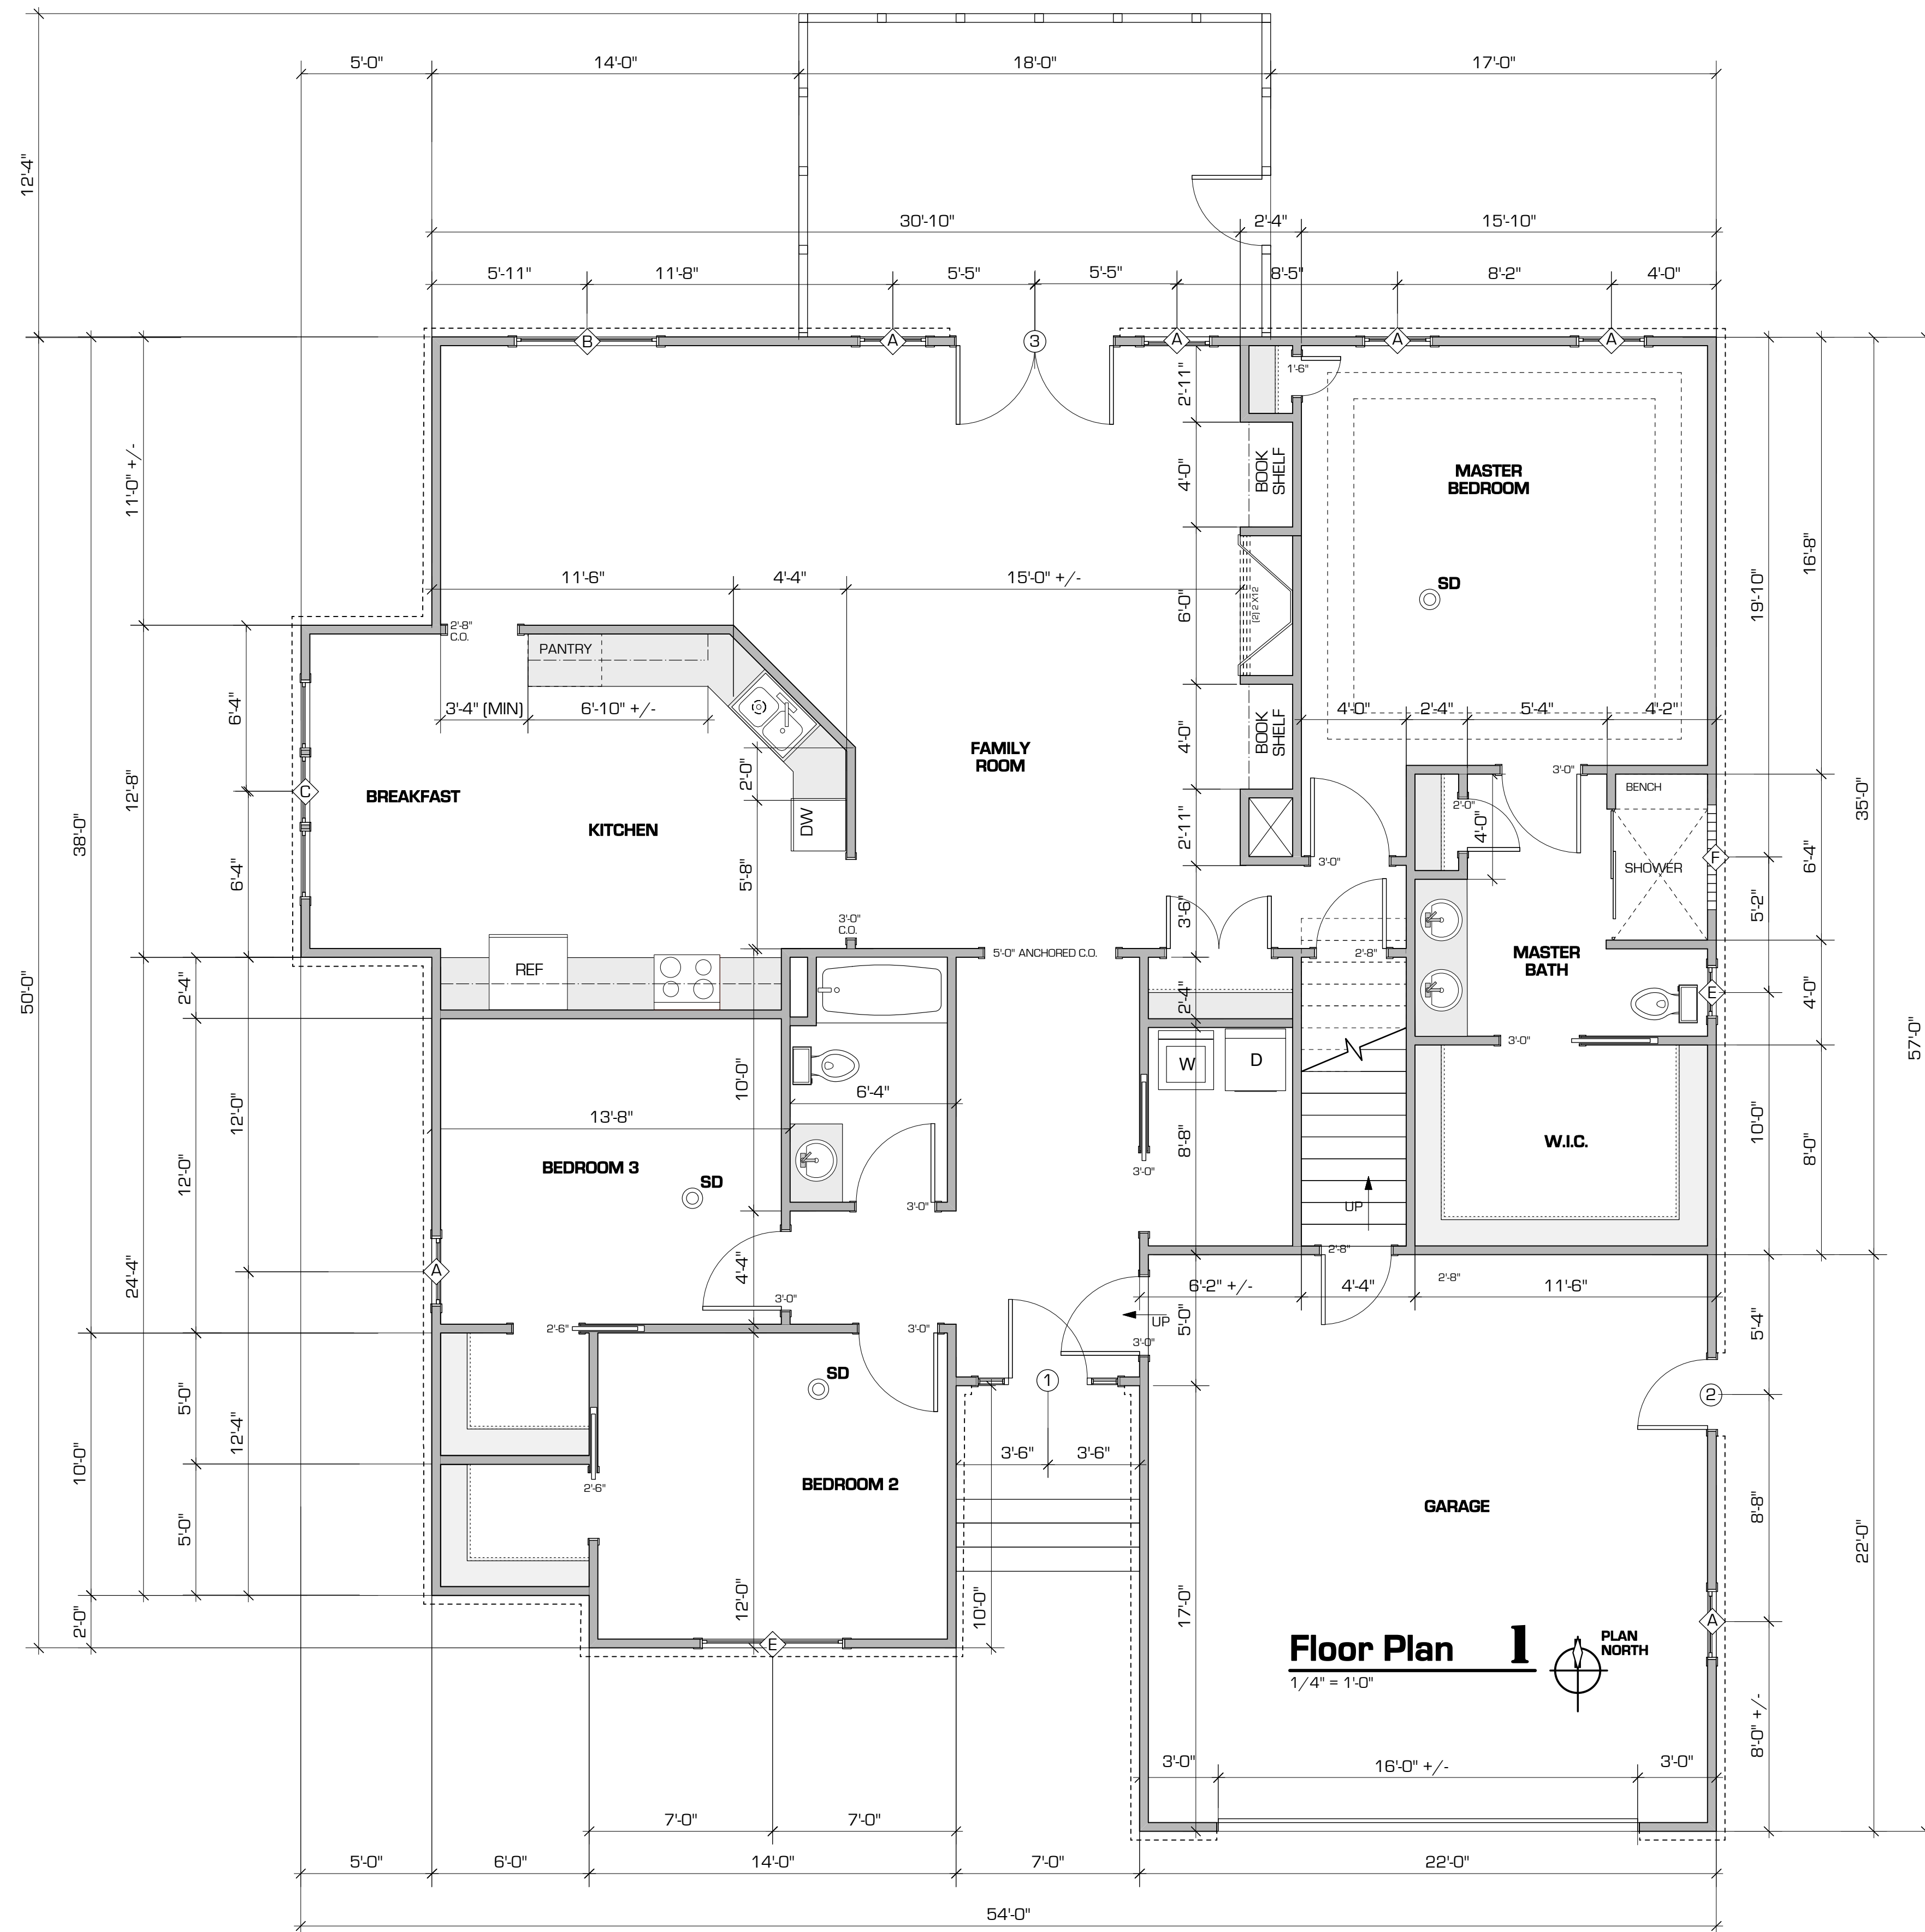 5'-0"
14'-0"
18'-0"
17'-0"
12'-4"
30'-10"
2'-4"
15'-10"
5'-11"
11'-8"
5'-5"
5'-5"
8'-5"
8'-2"
4'-0"
B
A
3
A
A
A
2'-11"
1'-6"
11'-0" +/-
4'-0"
BOOK
SHELF
MASTER
BEDROOM
16'-8"
19'-10"
11'-6"
4'-4"
15'-0" +/-
6'-0"
(2) 2 X12
SD
2'-8"
C.O.
PANTRY
3'-4" (MIN)
6'-10" +/-
6'-4"
4'-0"
BOOK
SHELF
4'-0"
2'-4"
5'-4"
4'-2"
FAMILY
ROOM
2'-0"
3'-0"
C
BREAKFAST
12'-8"
BENCH
2'-0"
KITCHEN
DW
4'-0"
38'-0"
35'-0"
2'-11"
5'-8"
6'-4"
3'-0"
SHOWER
F
6'-4"
5'-2"
3'-0"
C.O.
3'-6"
5'-0" ANCHORED C.O.
2'-8"
MASTER
BATH
REF
50'-0"
2'-4"
2'-4"
E
4'-0"
57'-0"
3'-0"
W
D
10'-0"
6'-4"
12'-0"
13'-8"
12'-0"
8'-8"
W.I.C.
10'-0"
8'-0"
BEDROOM 3
SD
3'-0"
UP
3'-0"
2'-8"
24'-4"
A
4'-4"
6'-2" +/-
4'-4"
2'-8"
11'-6"
3'-0"
5'-0"
UP
5'-4"
2'-6"
3'-0"
3'-0"
SD
1
2
5'-0"
12'-4"
3'-6"
3'-6"
10'-0"
2'-6"
BEDROOM 2
GARAGE
8'-8"
5'-0"
22'-0"
2'-0"
12'-0"
10'-0"
17'-0"
A
E
Floor Plan 1
1/4" = 1'-0"
PLAN
NORTH
8'-0" +/-
3'-0"
16'-0" +/-
3'-0"
7'-0"
7'-0"
5'-0"
6'-0"
14'-0"
7'-0"
22'-0"
54'-0"